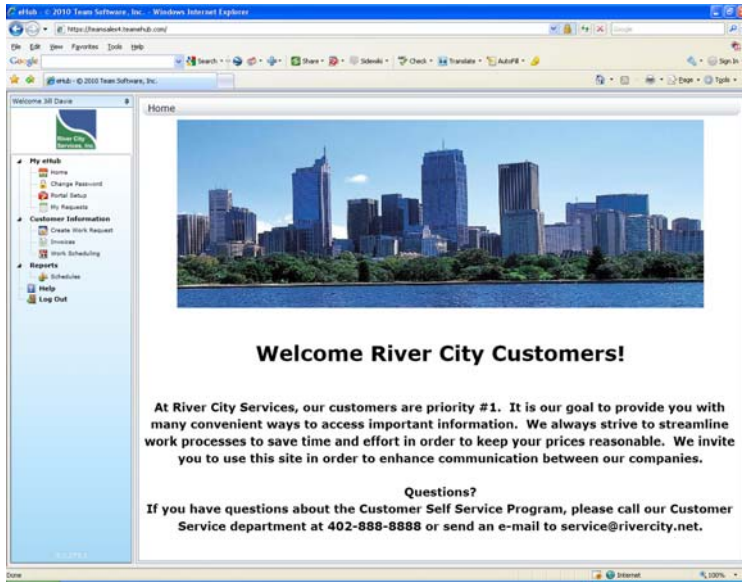 eHub - © 2010 Team Software, Inc. - Windows Internet Explorer
https://teamsales4.teamehub.com/
Google
File Edit View Favorites Tools Help
Google Search Share Sidewiki Check Translate AutoFill Sign In
eHub - © 2010 Team Software, Inc. Page Tools
Welcome Jill Davie
Home
River City
Services, Inc
My eHub
Home
Change Password
Portal Setup
My Requests
Customer Information
Create Work Request
Invoices
Work Scheduling
Reports
Schedules
Help
Log Out
Welcome River City Customers!
At River City Services, our customers are priority #1. It is our goal to provide you with
many convenient ways to access important information. We always strive to streamline
work processes to save time and effort in order to keep your prices reasonable. We invite
you to use this site in order to enhance communication between our companies.
Questions?
If you have questions about the Customer Self Service Program, please call our Customer
Service department at 402-888-8888 or send an e-mail to service@rivercity.net.
Done Internet 100%